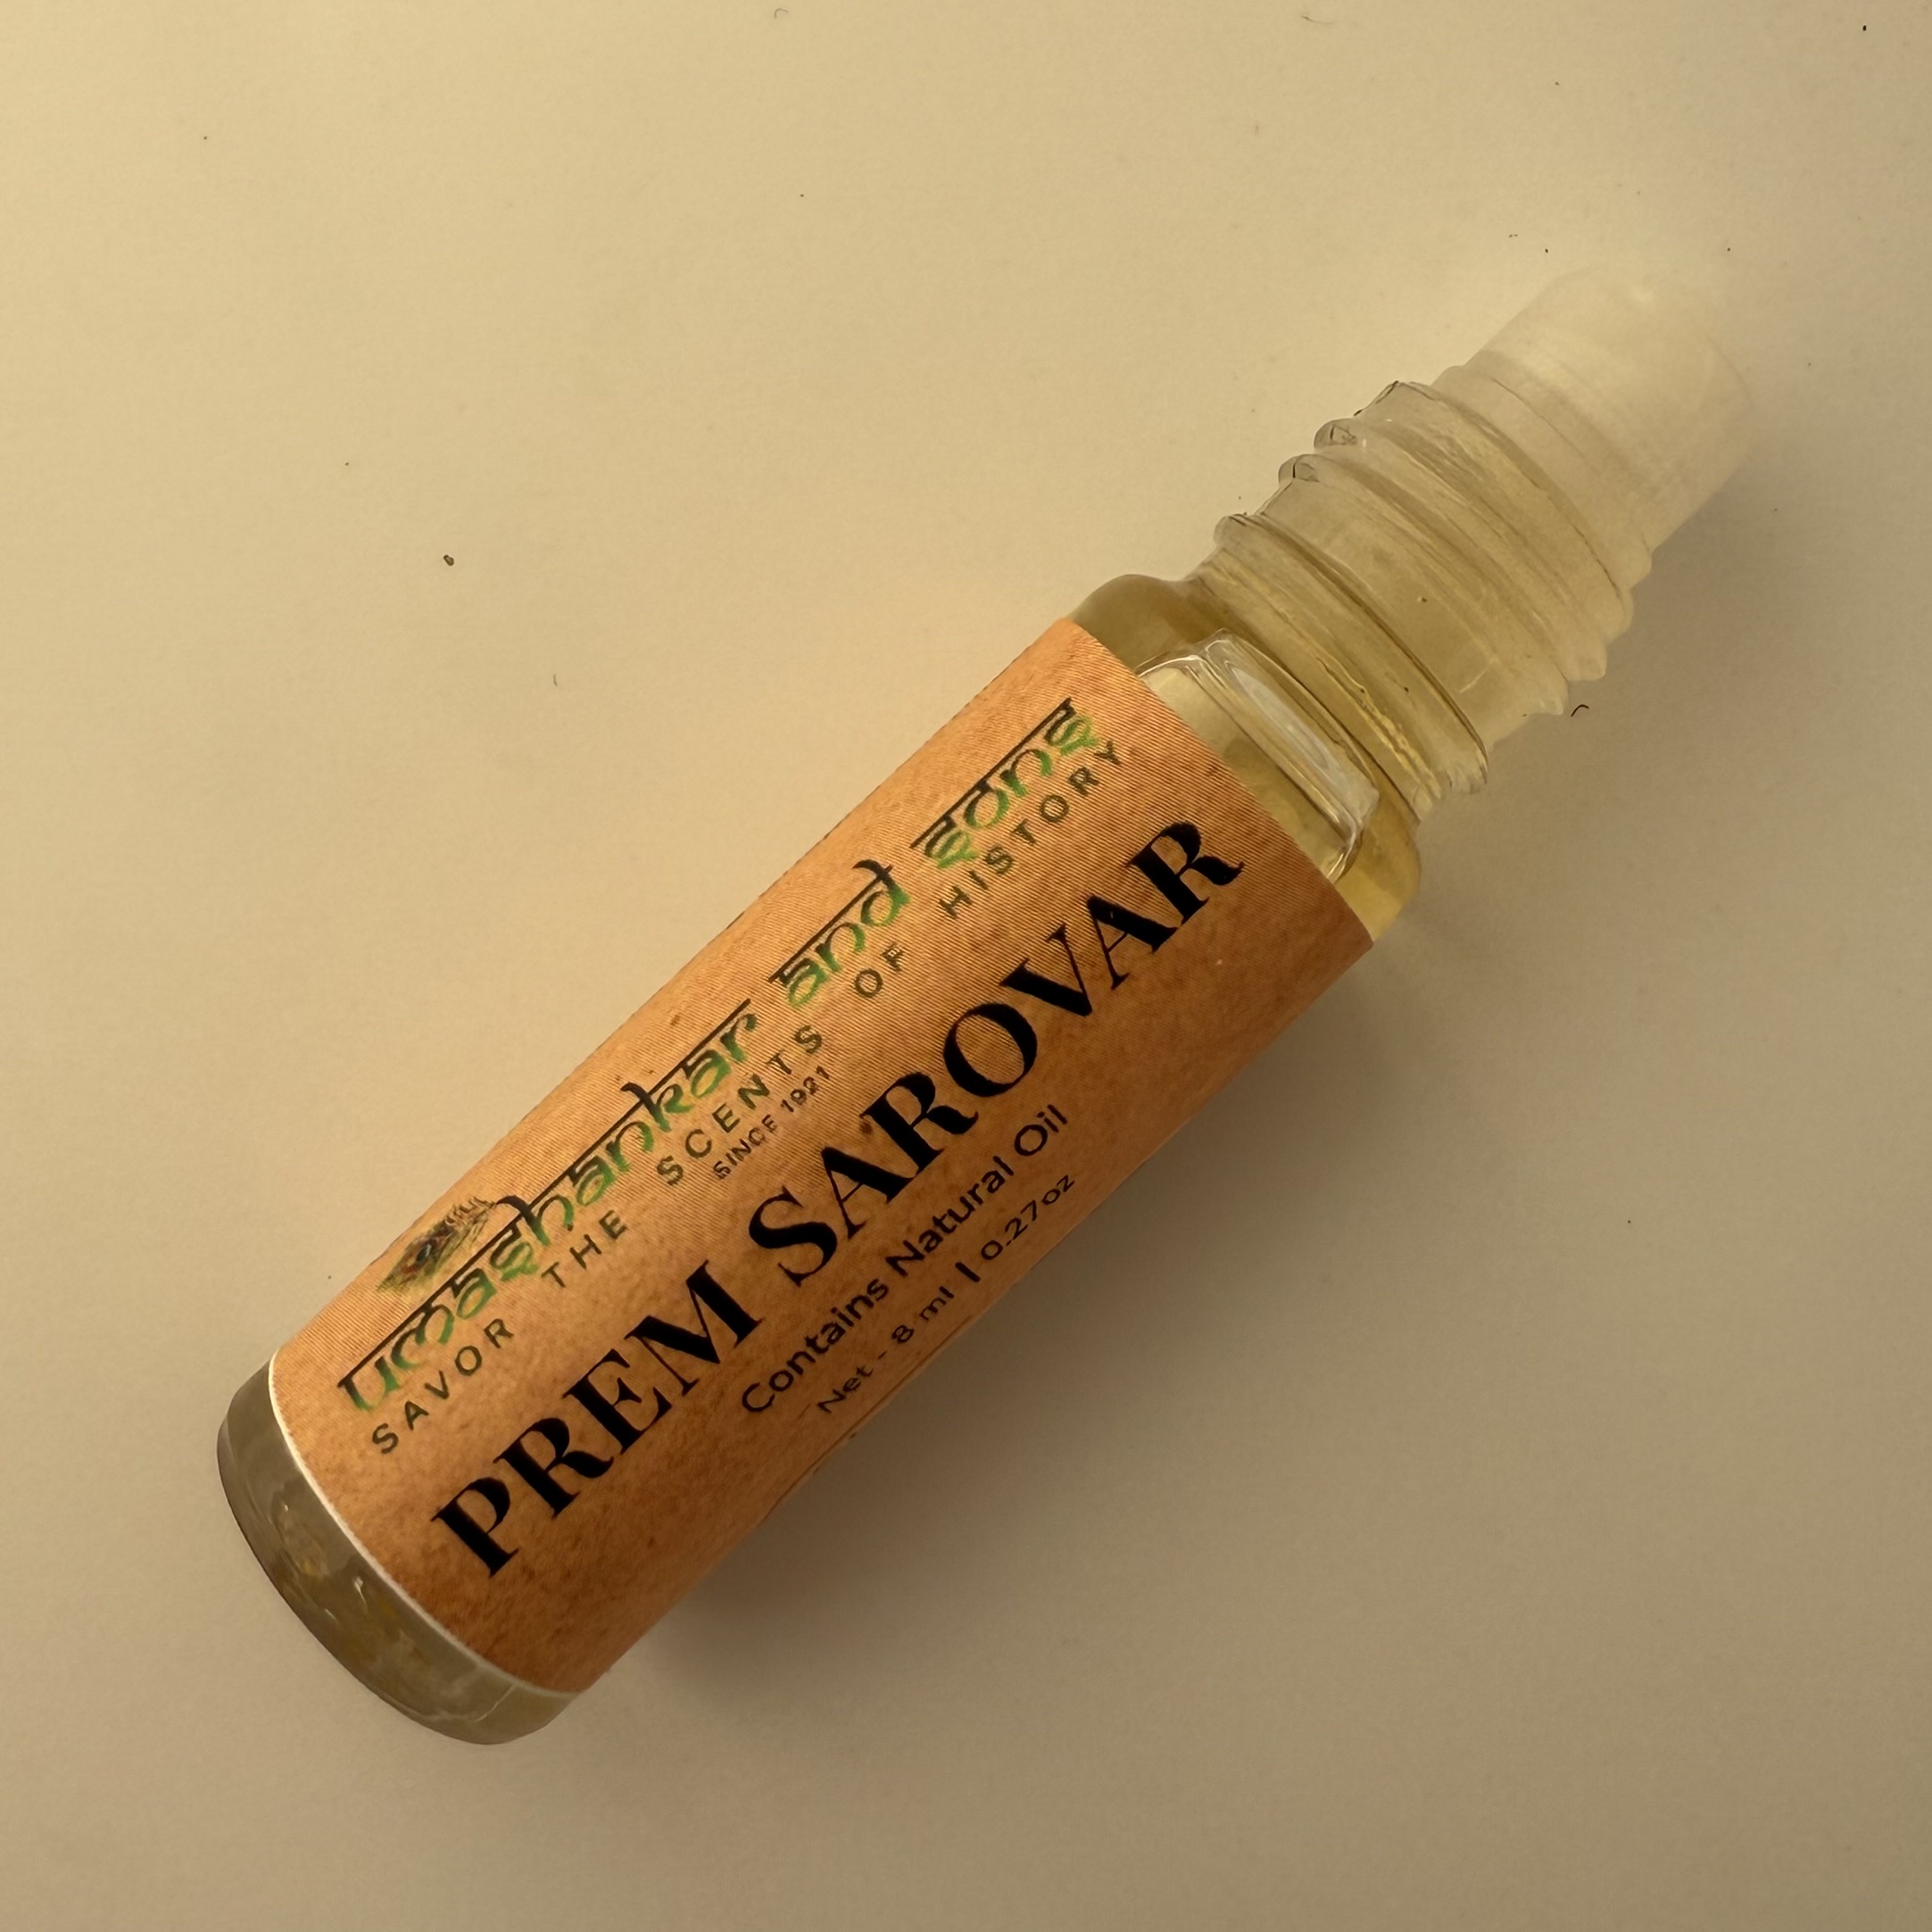 umashankar and sons
SAVOR THE SCENTS OF HISTORY
SINCE 1921
PREM SAROVAR
Contains Natural Oil
Net - 8 ml | 0.27oz